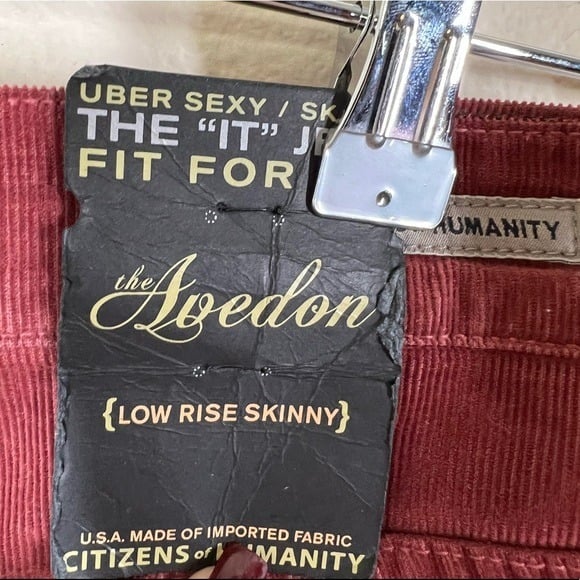 UBER SEXY / SK
THE "IT" J
FIT FOR
HUMANITY
the Avedon
{LOW RISE SKINNY}
U.S.A. MADE OF IMPORTED FABRIC
CITIZENS of HUMANITY